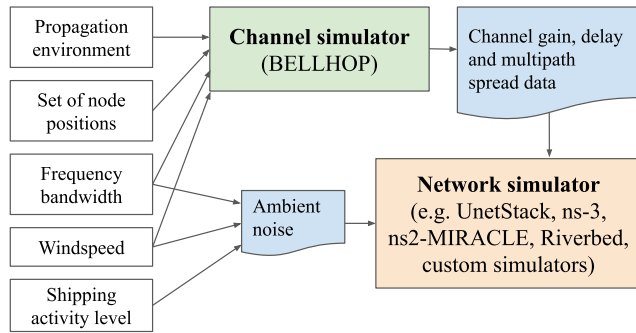 Propagation
environment
Set of node
positions
Frequency
bandwidth
Windspeed
Shipping
activity level
Channel simulator
(BELLHOP)
Ambient
noise
Channel gain, delay
and multipath
spread data
Network simulator
(e.g. UnetStack, ns-3,
ns2-MIRACLE, Riverbed,
custom simulators)